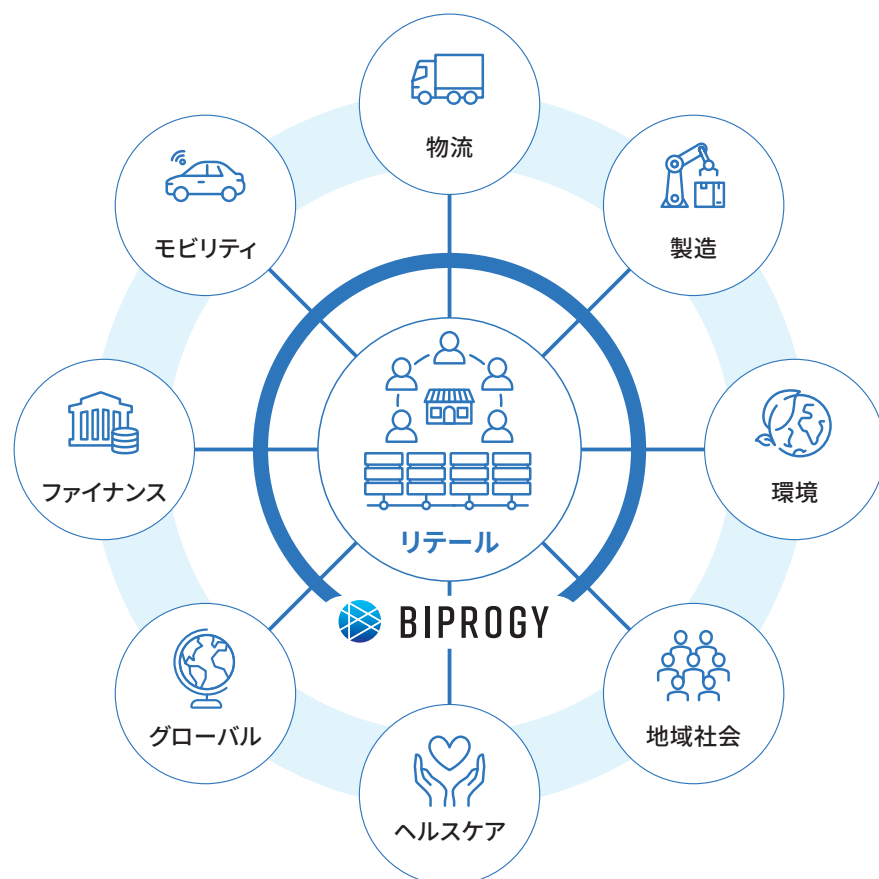 物流
モビリティ
製造
ファイナンス
リテール
環境
BIPROGY
グローバル
地域社会
ヘルスケア